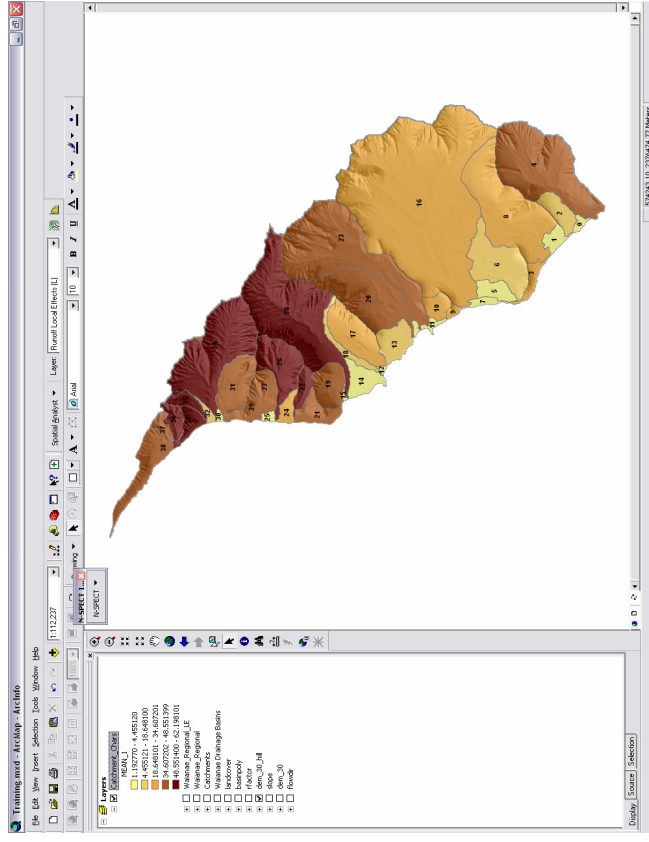 Training.mxd - ArcMap - ArcInfo
File Edit View Insert Selection Tools Window Help
1:112,237
Spatial Analyst
Layer: Runoff Local Effects (L)
100%
Arial
10
B I U
A
N-SPECT 1...
N-SPECT
Layers
Catchment_Chars
MEAN_1
1.192770 - 4.455120
4.455121 - 18.648100
18.648101 - 34.607201
34.607202 - 48.551399
48.551400 - 62.198101
Waianae_Regional_LE
Waianae_Regional
Catchments
Waianae Drainage Basins
landcover
basinpoly
rfactor
dem_30_hill
slope
dem_30
flowdir
Display Source Selection
38
37
32
30
31
29
27
25
24
22
21
19
18
17
14
12
13
11
10
9
20
23
16
7
5
6
8
3
1
2
0
4